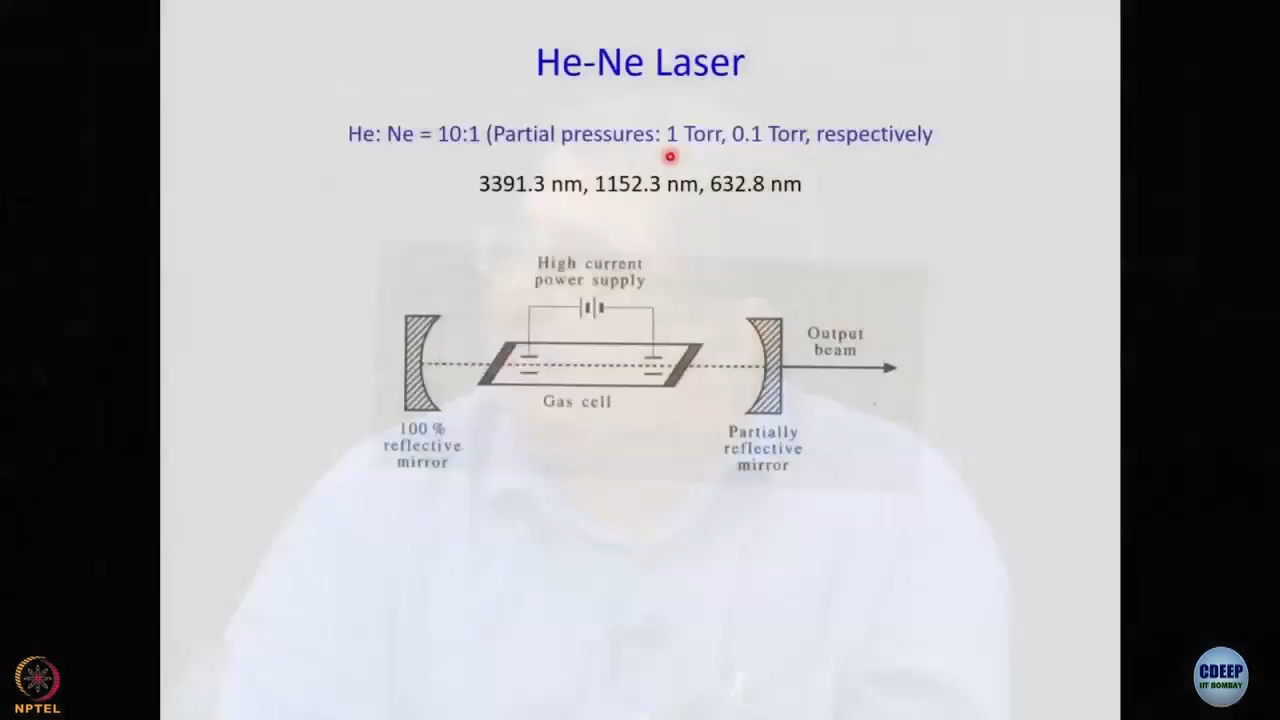 He-Ne Laser
He: Ne = 10:1 (Partial pressures: 1 Torr, 0.1 Torr, respectively
3391.3 nm, 1152.3 nm, 632.8 nm
High current
power supply
Output
beam
Gas cell
100 %
reflective
mirror
Partially
reflective
mirror
NPTEL
CDEEP
IIT BOMBAY